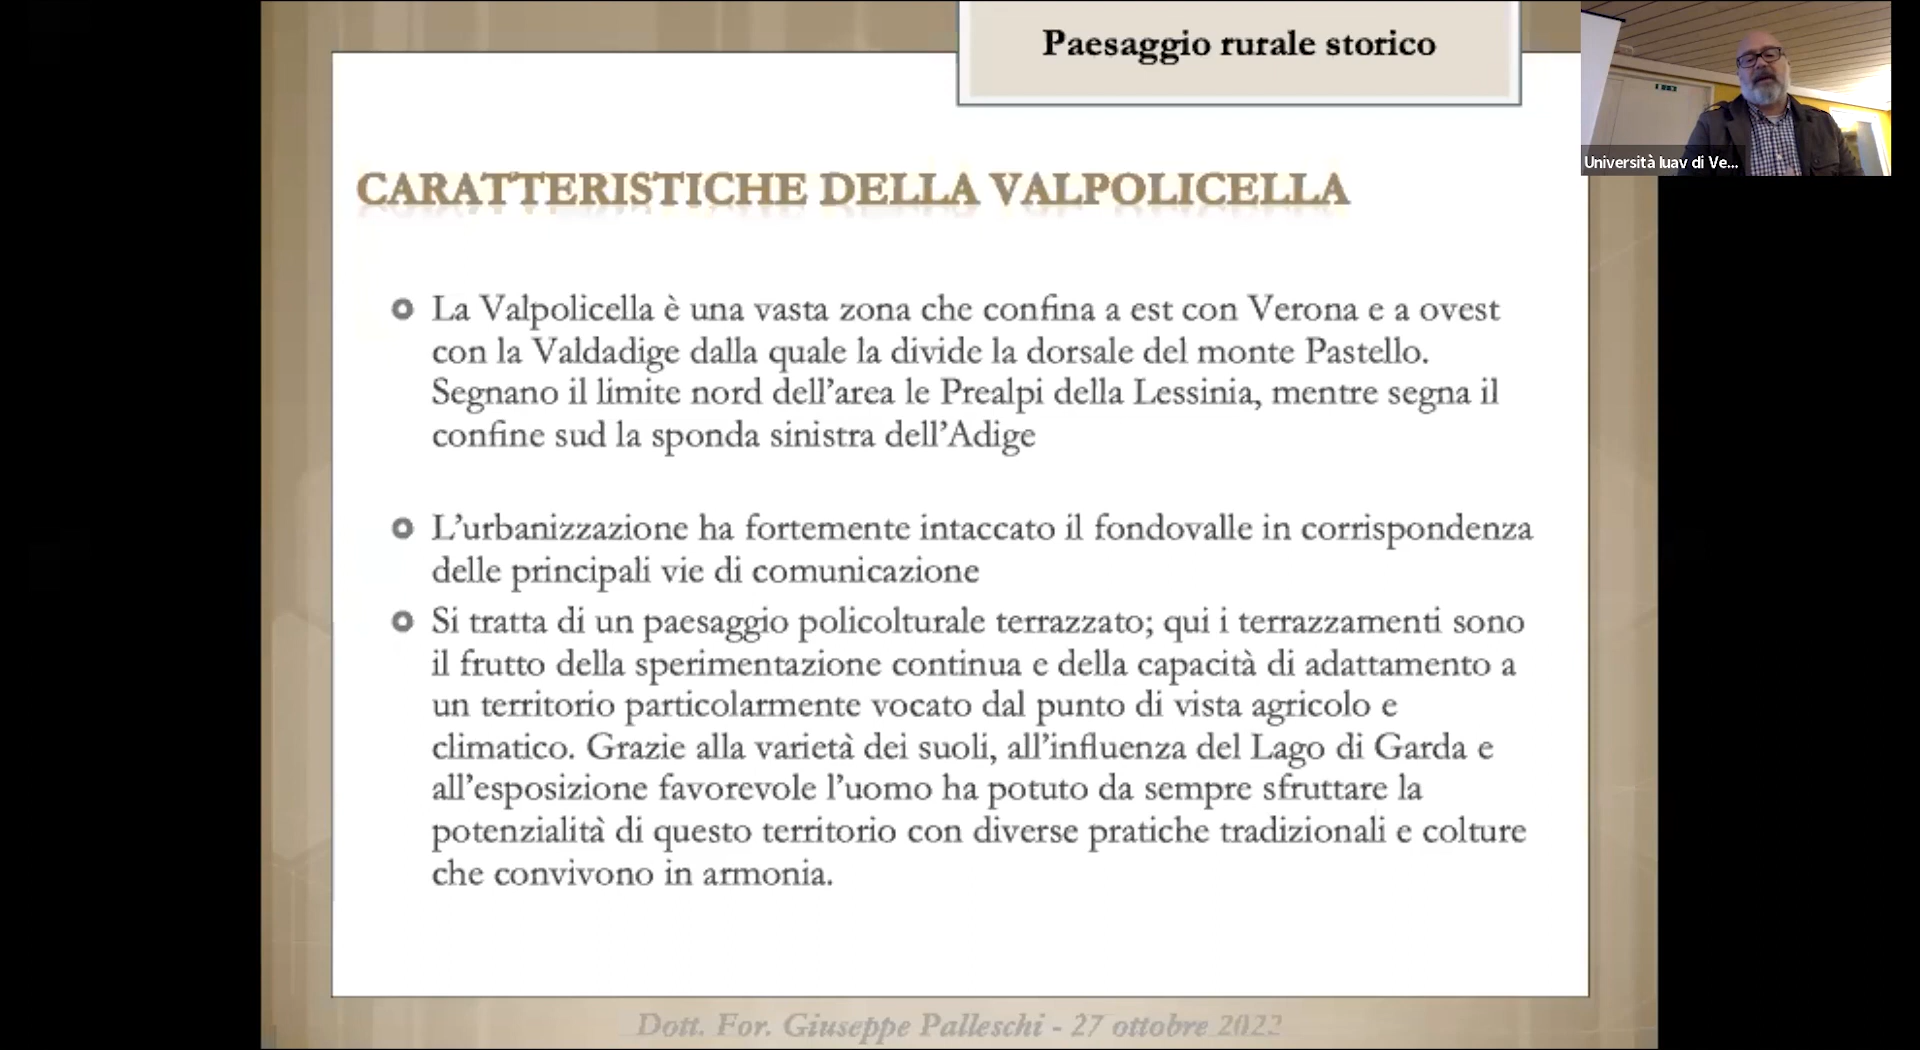 Paesaggio rurale storico
Università Iuav di Ve...
CARATTERISTICHE DELLA VALPOLICELLA
La Valpolicella è una vasta zona che confina a est con Verona e a ovest
con la Valdadige dalla quale la divide la dorsale del monte Pastello.
Segnano il limite nord dell'area le Prealpi della Lessinia, mentre segna il
confine sud la sponda sinistra dell'Adige
L'urbanizzazione ha fortemente intaccato il fondovalle in corrispondenza
delle principali vie di comunicazione
Si tratta di un paesaggio policolturale terrazzato; qui i terrazzamenti sono
il frutto della sperimentazione continua e della capacità di adattamento a
un territorio particolarmente vocato dal punto di vista agricolo e
climatico. Grazie alla varietà dei suoli, all'influenza del Lago di Garda e
all'esposizione favorevole l'uomo ha potuto da sempre sfruttare la
potenzialità di questo territorio con diverse pratiche tradizionali e colture
che convivono in armonia.
Dott. For. Giuseppe Palleschi - 27 ottobre 2022